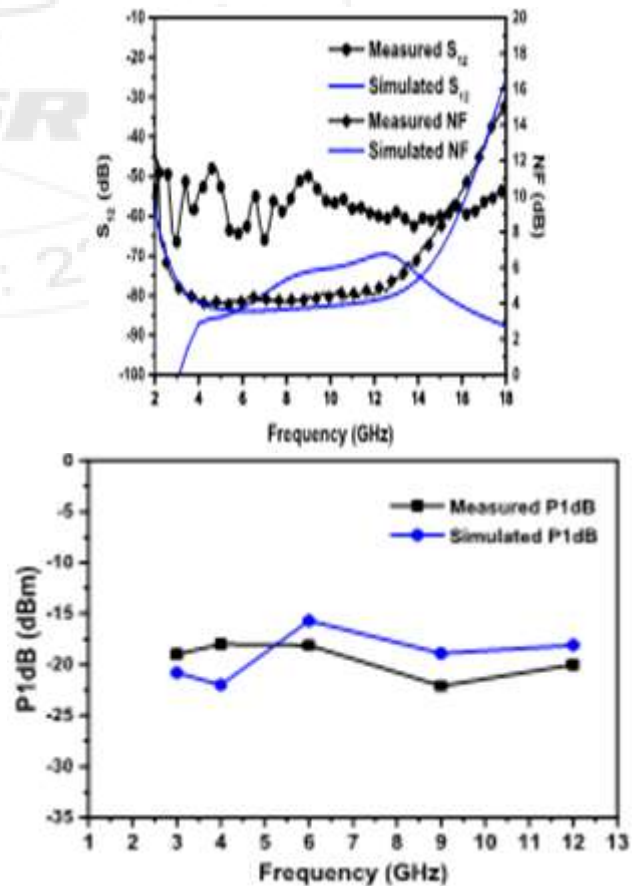 -10
-20
-30
-40
-50
-60
-70
-80
-90
-100
S12 (dB)
Measured S12
Simulated S12
Measured NF
Simulated NF
20
18
16
14
12
10
8
6
4
2
0
NF (dB)
2 4 6 8 10 12 14 16 18
Frequency (GHz)
0
-5
-10
-15
-20
-25
-30
-35
P1dB (dBm)
Measured P1dB
Simulated P1dB
1 2 3 4 5 6 7 8 9 10 11 12 13
Frequency (GHz)